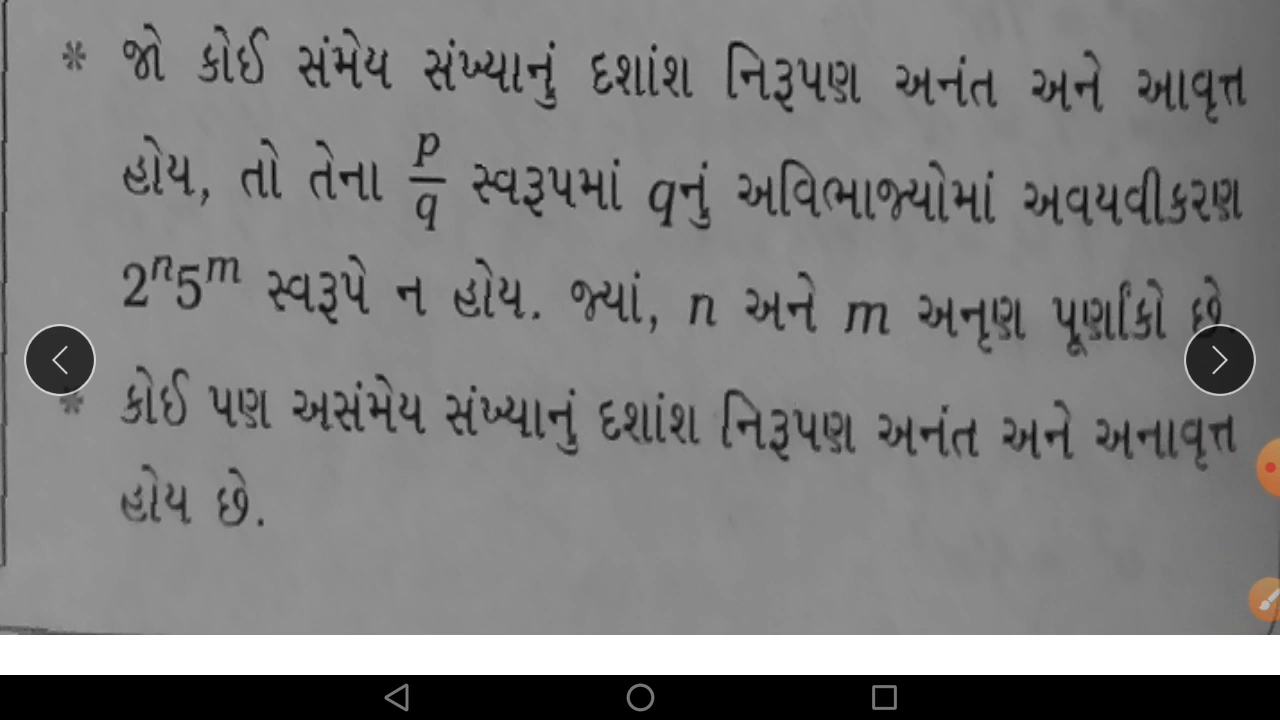 * જો કોઈ સંમેય સંખ્યાનું દશાંશ નિરૂપણ અનંત અને આવૃત્ત
હોય, તો તેના p/q સ્વરૂપમાં qનું અવિભાજ્યોમાં અવયવીકરણ
2ⁿ5ᵐ સ્વરૂપે ન હોય. જ્યાં, n અને m અનૃણ પૂર્ણાંકો છે.
* કોઈ પણ અસંમેય સંખ્યાનું દશાંશ નિરૂપણ અનંત અને અનાવૃત્ત
હોય છે.